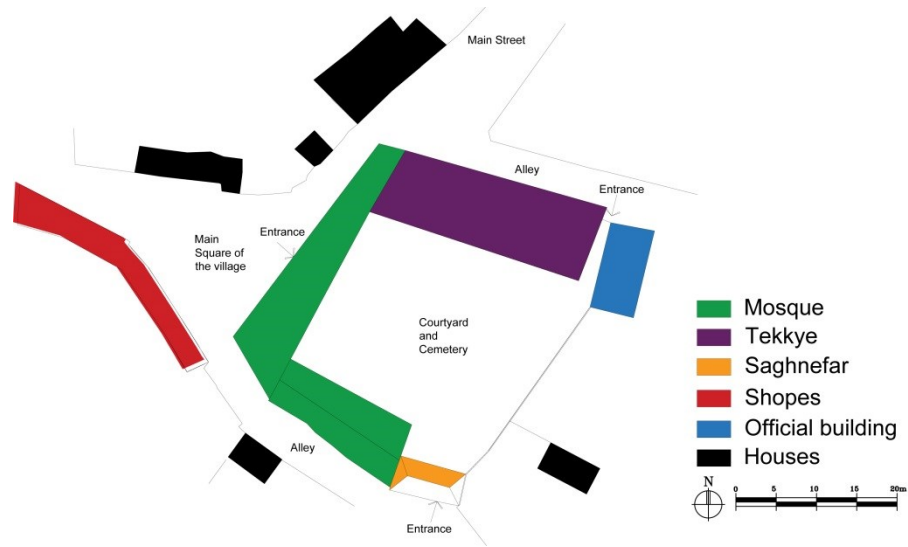 Main Street
Alley
Entrance
Entrance
Main
Square of
the village
Courtyard
and
Cemetery
Alley
Entrance
Mosque
Tekkye
Saghnefar
Shopes
Official building
Houses
N
0 5 10 15 20m